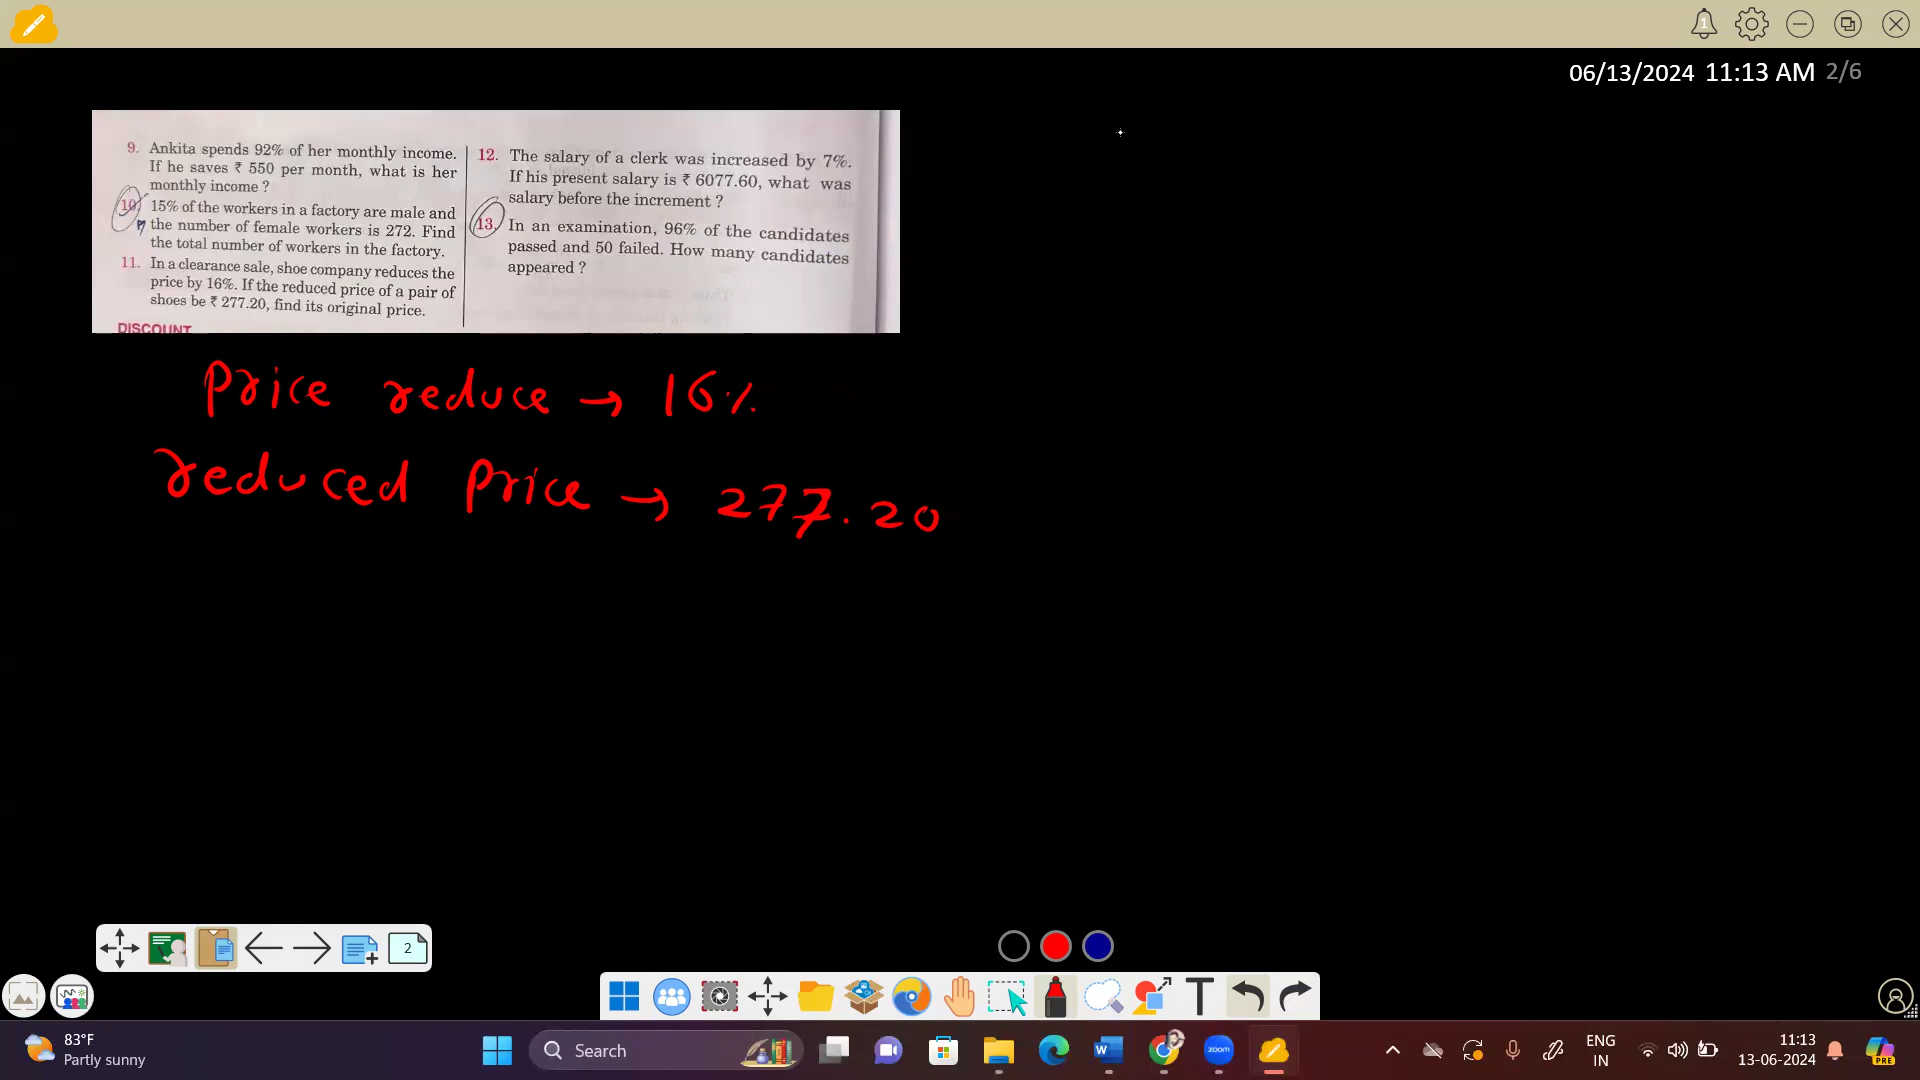 06/13/2024 11:13 AM 2/6
9. Ankita spends 92% of her monthly income.
If he saves ₹ 550 per month, what is her
monthly income ?
10. 15% of the workers in a factory are male and
the number of female workers is 272. Find
the total number of workers in the factory.
11. In a clearance sale, shoe company reduces the
price by 16%. If the reduced price of a pair of
shoes be ₹ 277.20, find its original price.
DISCOUNT
12. The salary of a clerk was increased by 7%.
If his present salary is ₹ 6077.60, what was
salary before the increment ?
13. In an examination, 96% of the candidates
passed and 50 failed. How many candidates
appeared ?
Price reduce → 16%
reduced Price → 277.20
2
T
83°F
Partly sunny
Search
zoom
ENG
IN
11:13
13-06-2024
PRE